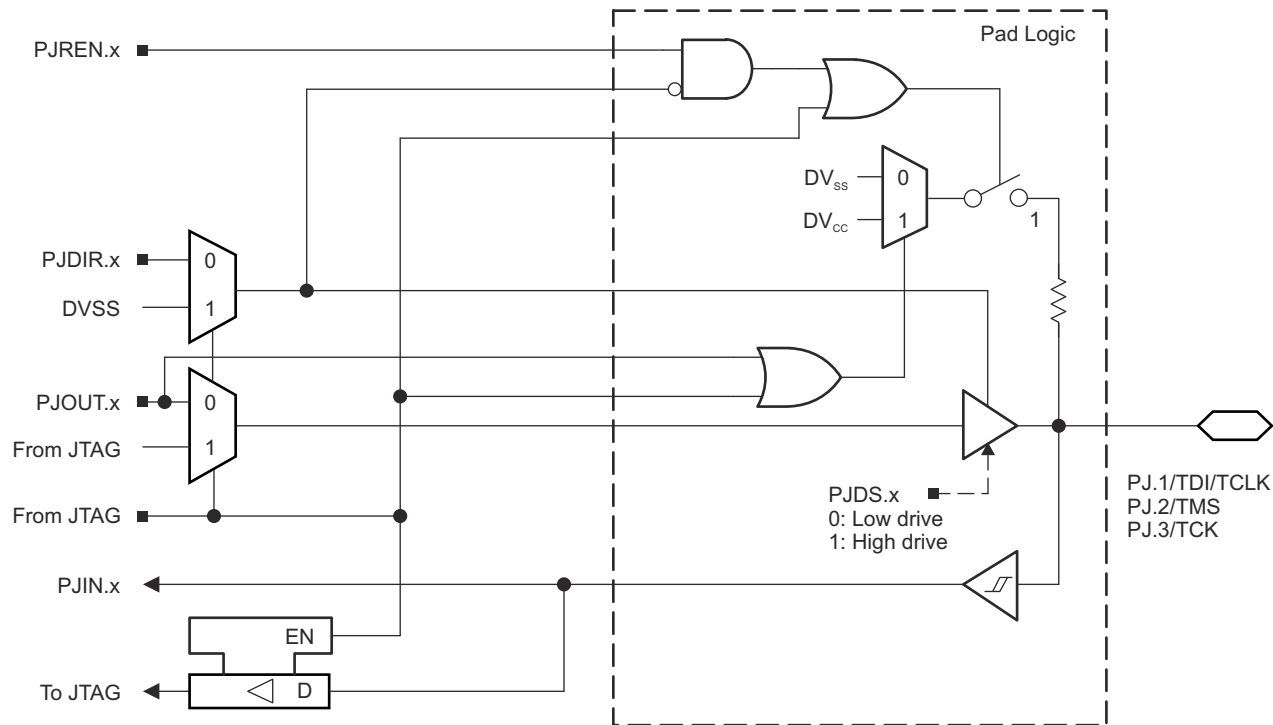 Pad Logic
PJREN.x
DVss
0
DVcc
1
1
PJDIR.x
0
DVSS
1
PJOUT.x
0
From JTAG
1
PJDS.x
0: Low drive
1: High drive
PJ.1/TDI/TCLK
PJ.2/TMS
PJ.3/TCK
From JTAG
PJIN.x
EN
To JTAG
D